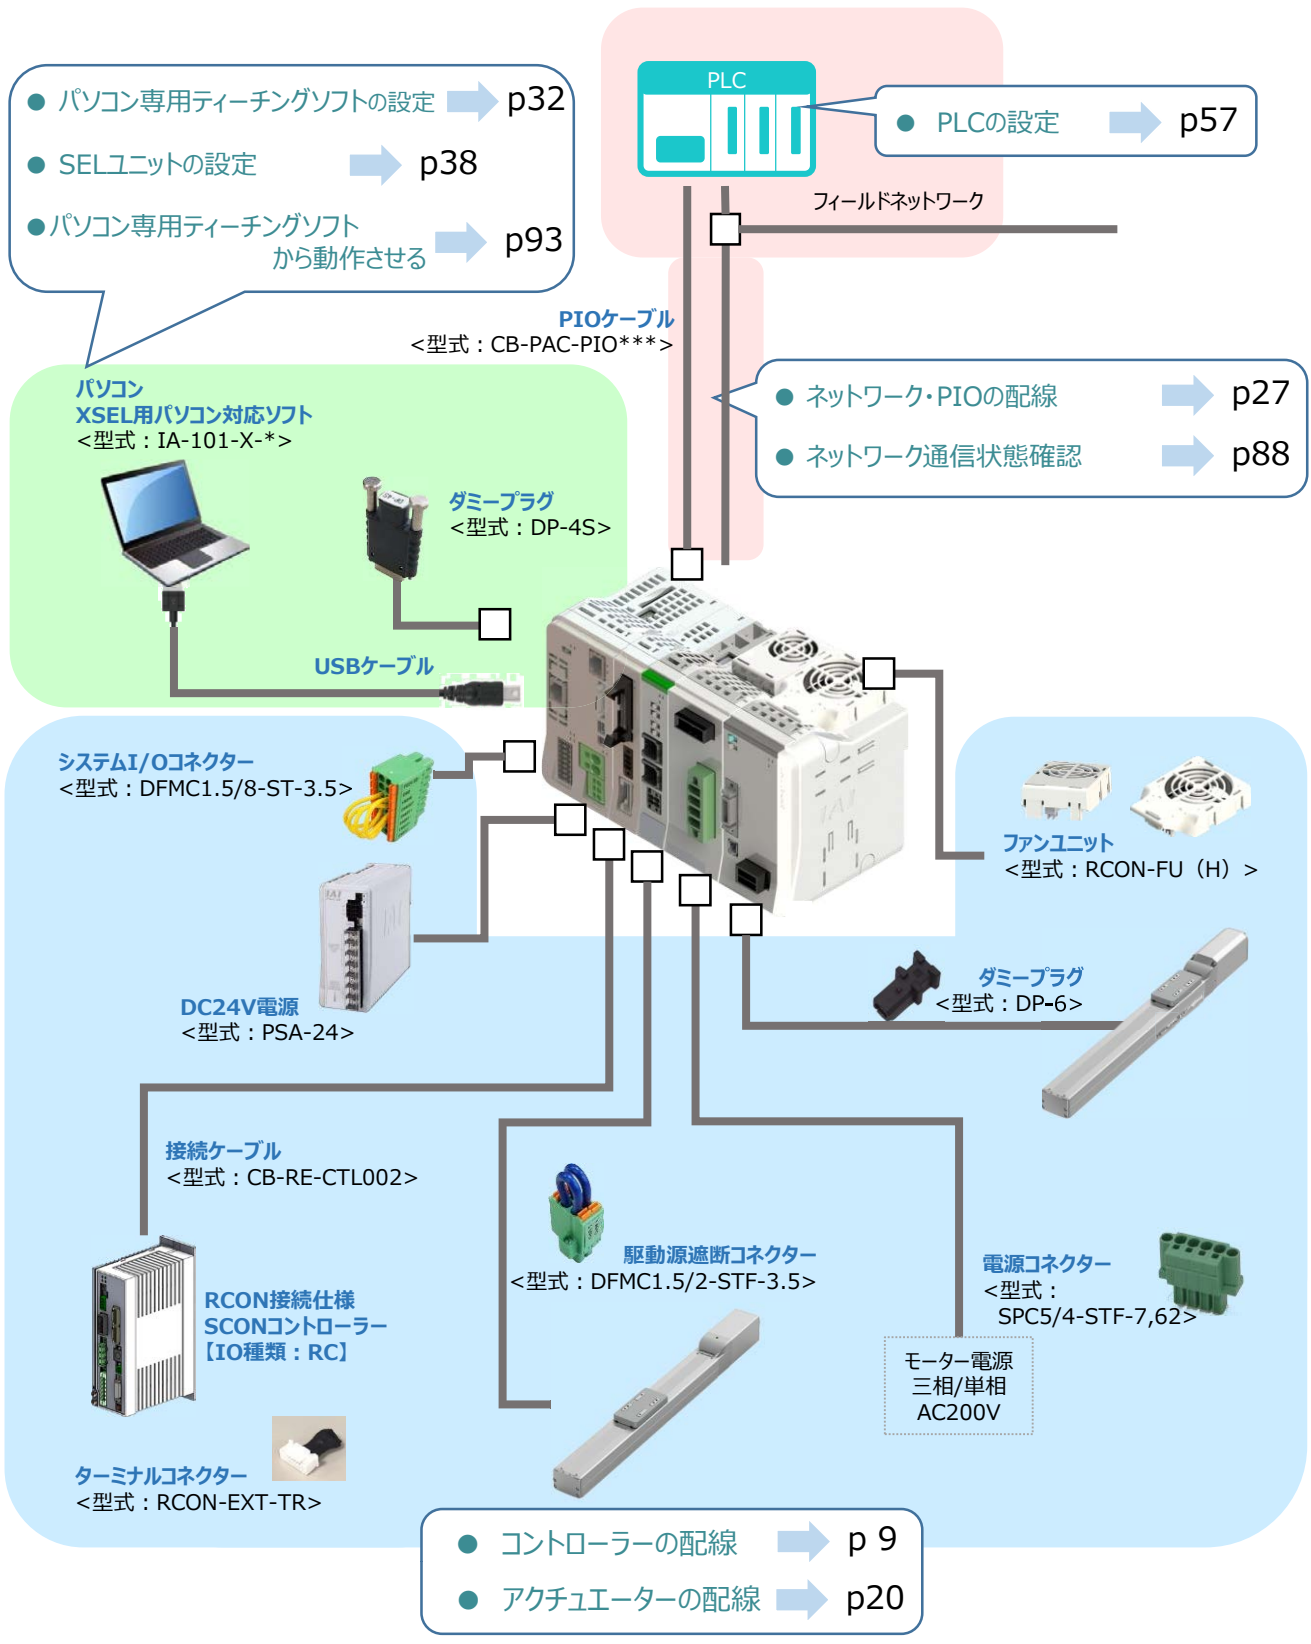 PLC
● パソコン専用ティーチングソフトの設定 p32
● SELユニットの設定 p38
● パソコン専用ティーチングソフト
から動作させる p93
● PLCの設定 p57
フィールドネットワーク
PIOケーブル
<型式：CB-PAC-PIO***>
● ネットワーク・PIOの配線 p27
● ネットワーク通信状態確認 p88
パソコン
XSEL用パソコン対応ソフト
<型式：IA-101-X-*>
ダミープラグ
<型式：DP-4S>
USBケーブル
システムI/Oコネクター
<型式：DFMC1.5/8-ST-3.5>
ファンユニット
<型式：RCON-FU（H）>
DC24V電源
<型式：PSA-24>
ダミープラグ
<型式：DP-6>
接続ケーブル
<型式：CB-RE-CTL002>
駆動源遮断コネクター
<型式：DFMC1.5/2-STF-3.5>
電源コネクター
<型式：
SPC5/4-STF-7,62>
RCON接続仕様
SCONコントローラー
【IO種類：RC】
モーター電源
三相/単相
AC200V
ターミナルコネクター
<型式：RCON-EXT-TR>
● コントローラーの配線 p 9
● アクチュエーターの配線 p20